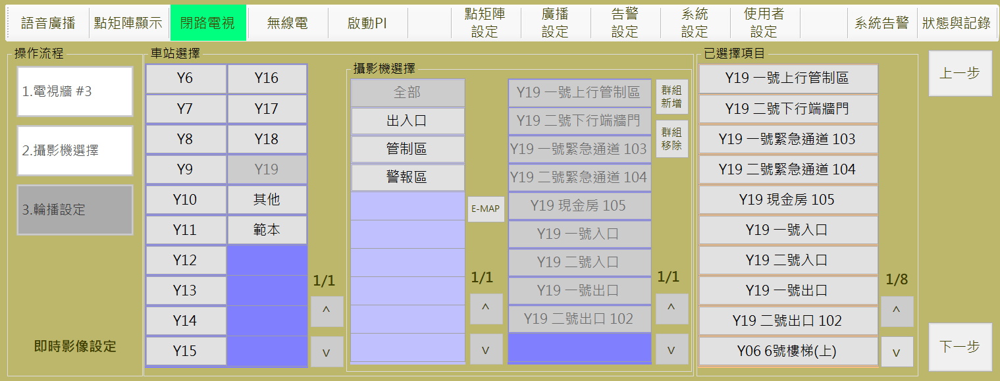 語音廣播
點矩陣顯示
閉路電視
無線電
啟動PI
點矩陣
設定
廣播
設定
告警
設定
系統
設定
使用者
設定
系統告警
狀態與記錄
操作流程
1.電視牆 #3
2.攝影機選擇
3.輪播設定
即時影像設定
車站選擇
Y6
Y16
Y7
Y17
Y8
Y18
Y9
Y19
Y10
其他
Y11
範本
Y12
Y13
Y14
Y15
1/1
^
v
攝影機選擇
全部
出入口
管制區
警報區
E-MAP
1/1
^
v
Y19 一號上行管制區
Y19 二號下行端牆門
Y19 一號緊急通道 103
Y19 二號緊急通道 104
Y19 現金房 105
Y19 一號入口
Y19 二號入口
Y19 一號出口
Y19 二號出口 102
群組
新增
群組
移除
1/1
^
v
已選擇項目
Y19 一號上行管制區
Y19 二號下行端牆門
Y19 一號緊急通道 103
Y19 二號緊急通道 104
Y19 現金房 105
Y19 一號入口
Y19 二號入口
Y19 一號出口
Y19 二號出口 102
Y06 6號樓梯(上)
1/8
^
v
上一步
下一步